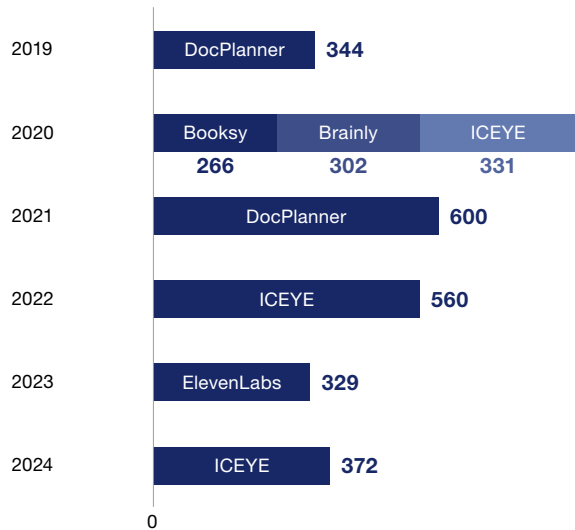 2019 DocPlanner 344
2020 Booksy Brainly ICEYE
266 302 331
2021 DocPlanner 600
2022 ICEYE 560
2023 ElevenLabs 329
2024 ICEYE 372
0